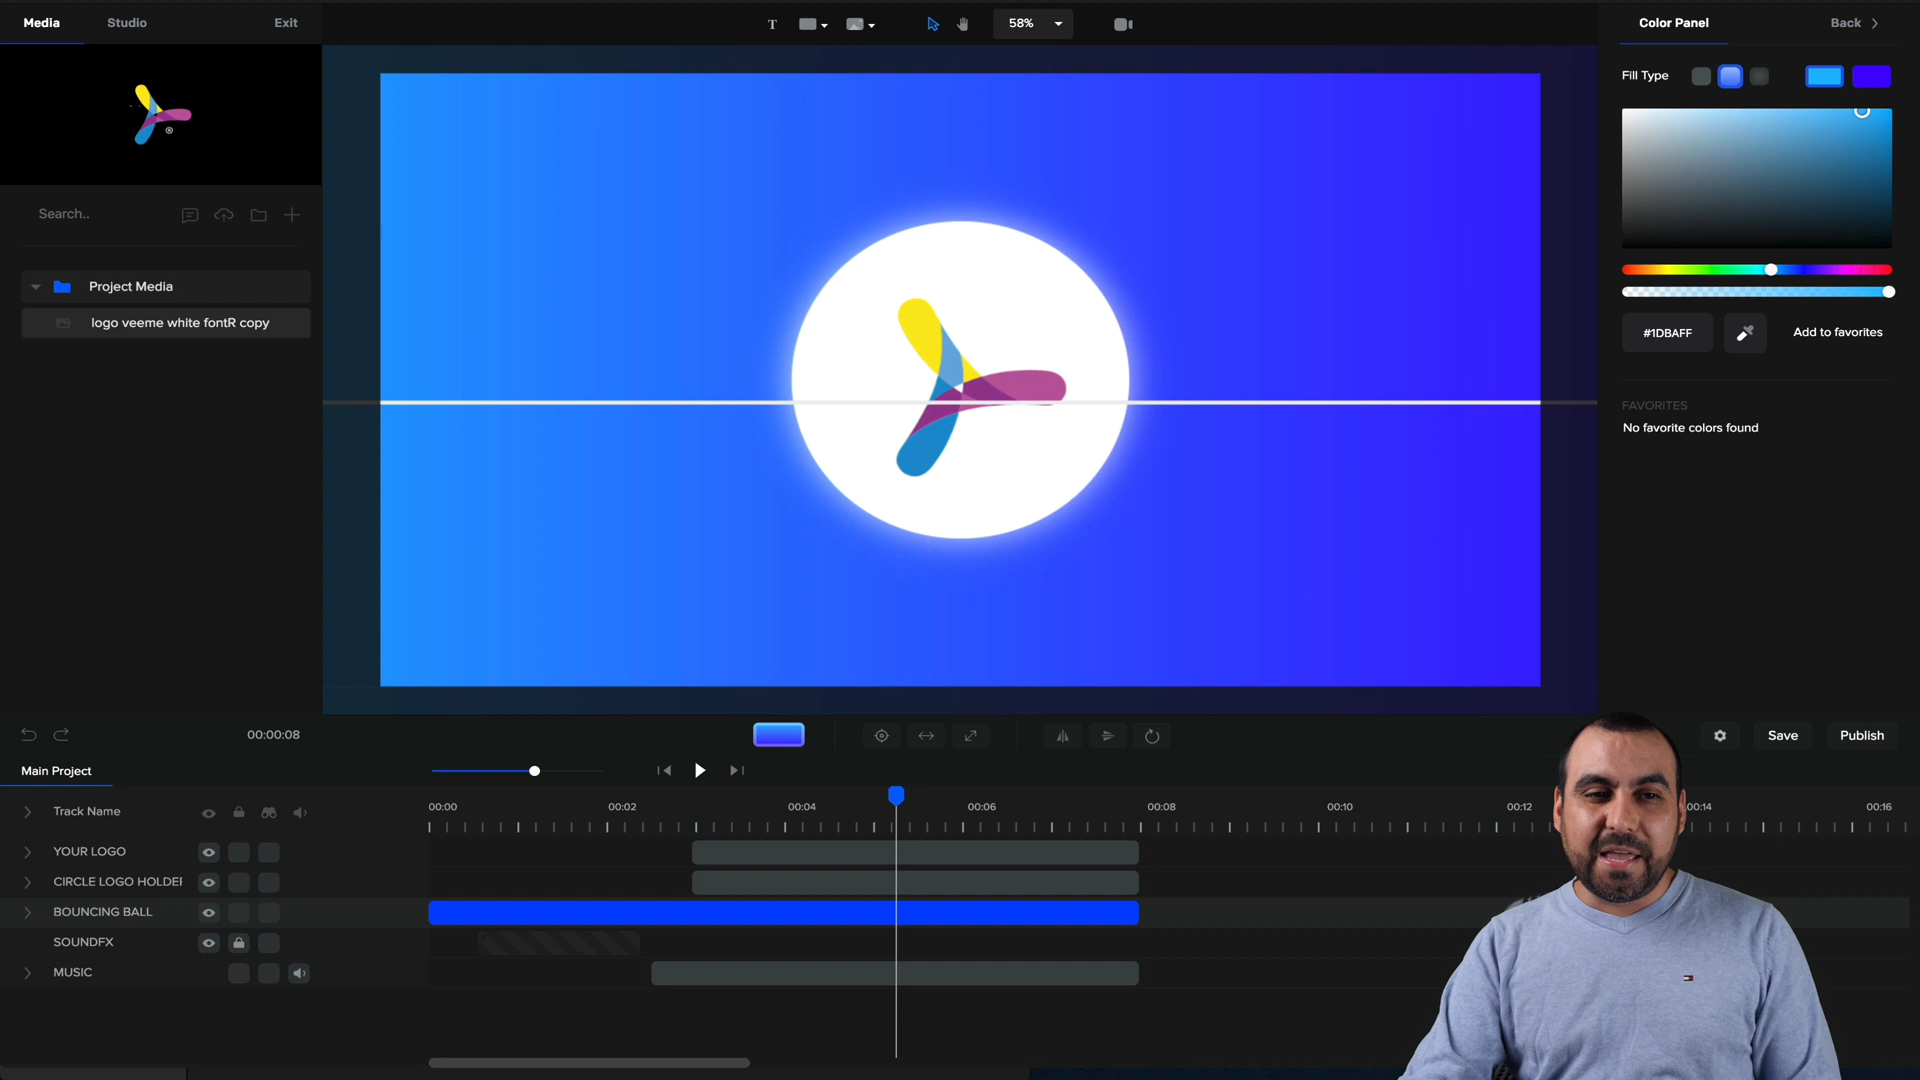 Media
Studio
Exit
T
58%
Color Panel
Back
Fill Type
®
Search..
Project Media
logo veeme white fontR copy
#1DBAFF
Add to favorites
FAVORITES
No favorite colors found
00:00:08
Save
Publish
Main Project
Track Name
00:00
00:02
00:04
00:06
00:08
00:10
00:12
00:14
00:16
YOUR LOGO
CIRCLE LOGO HOLDER
BOUNCING BALL
SOUNDFX
MUSIC